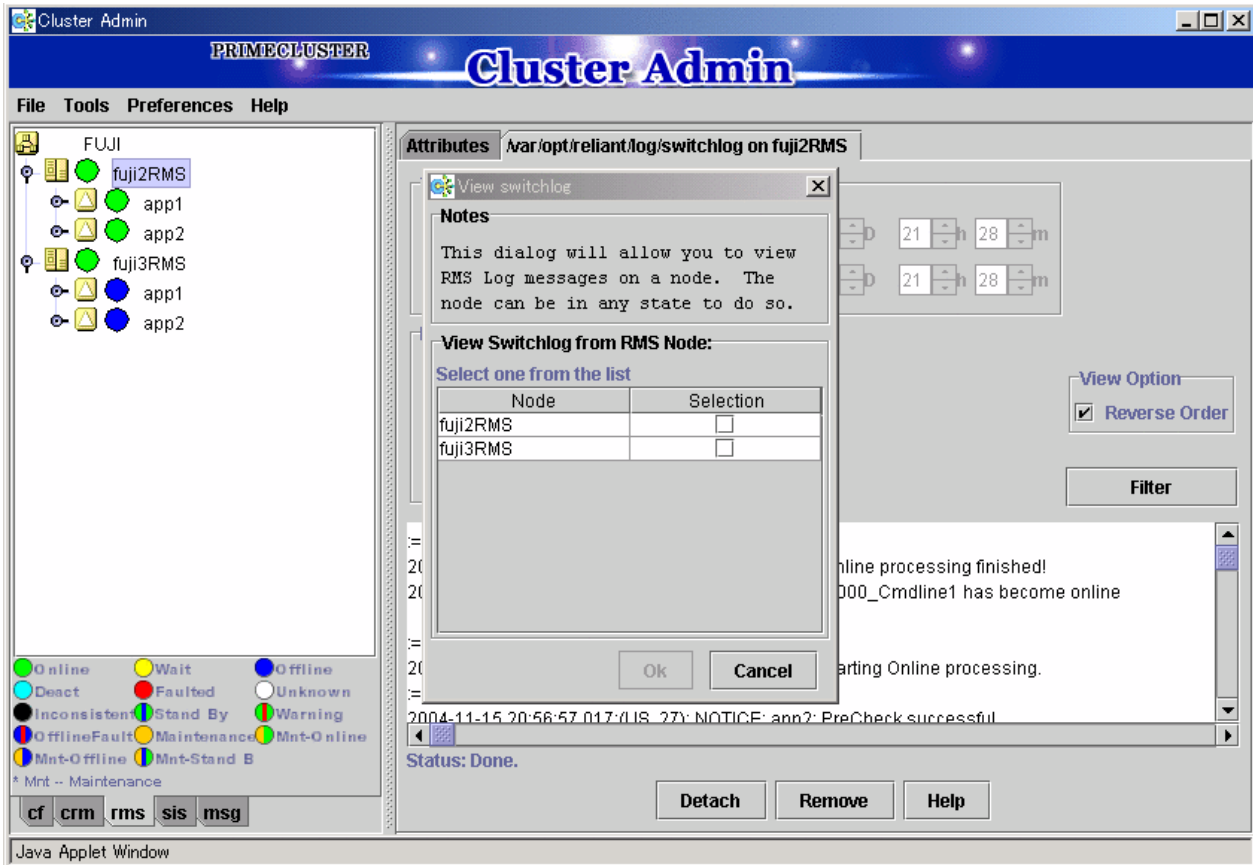 Cluster Admin
PRIMECLUSTER
Cluster Admin
File Tools Preferences Help
FUJI
fuji2RMS
app1
app2
fuji3RMS
app1
app2
Online Wait Offline
Deact Faulted Unknown
Inconsistent Stand By Warning
OfflineFault Maintenance Mnt-Online
Mnt-Offline Mnt-Stand B
* Mnt -- Maintenance
cf crm rms sis msg
Attributes /var/opt/reliant/log/switchlog on fuji2RMS
D 21 h 28 m
D 21 h 28 m
View Option
Reverse Order
Filter
View switchlog
Notes
This dialog will allow you to view
RMS Log messages on a node. The
node can be in any state to do so.
View Switchlog from RMS Node:
Select one from the list
Node Selection
fuji2RMS
fuji3RMS
Ok Cancel
:=
20 nline processing finished!
20 000_Cmdline1 has become online
:=
20 arting Online processing.
:=
2004-11-15 20:56:57.017:(US, 27): NOTICE: app2: PreCheck successful
Status: Done.
Detach Remove Help
Java Applet Window